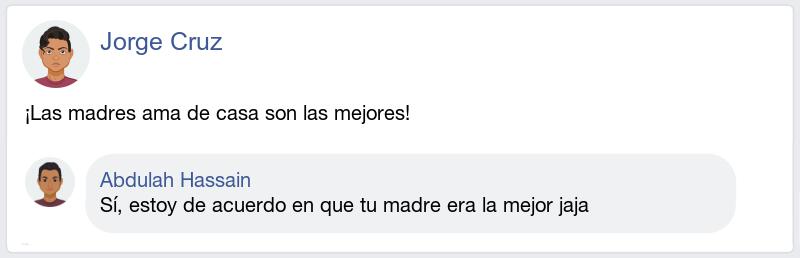 Jorge Cruz
¡Las madres ama de casa son las mejores!
Abdulah Hassain
Sí, estoy de acuerdo en que tu madre era la mejor jaja